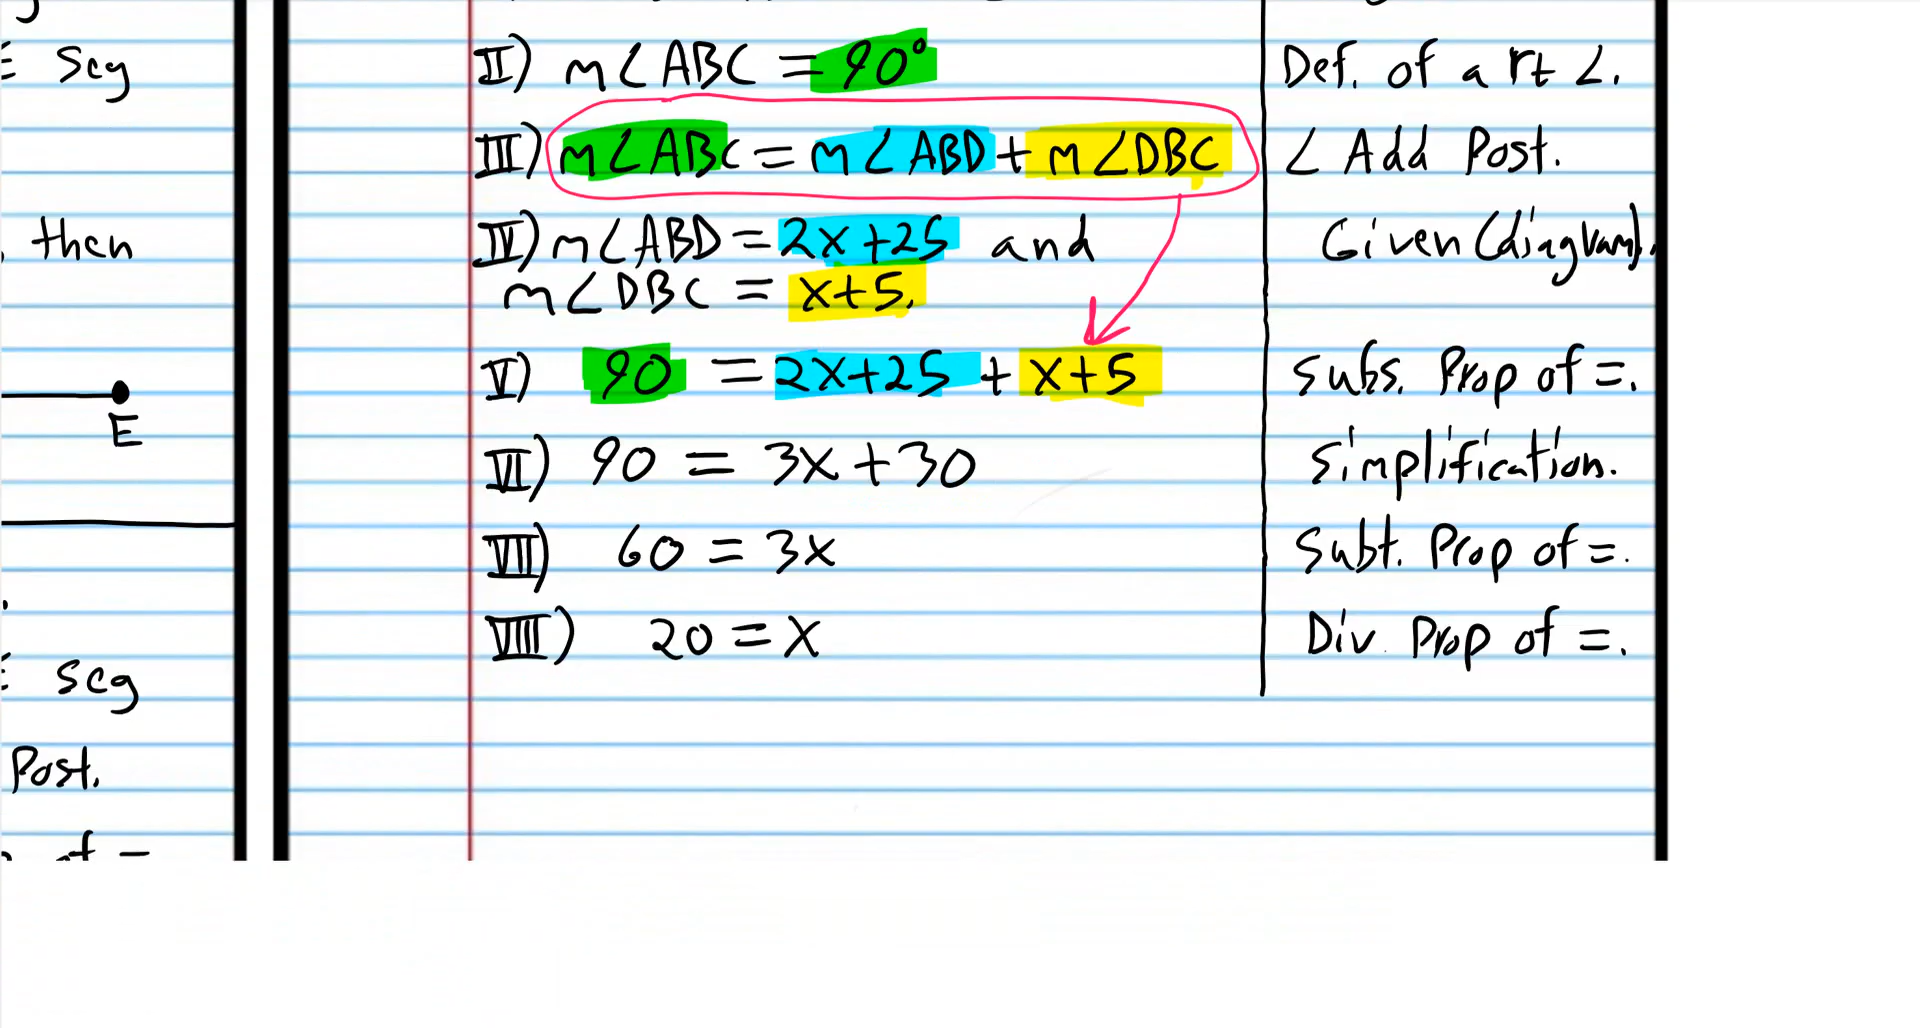 E Seg
then
E
E seg
Post.
of =
II) m∠ABC = 90° Def. of a rt ∠.
III) m∠ABC = m∠ABD + m∠DBC ∠ Add Post.
IV) m∠ABD = 2x+25 and Given (diagram).
m∠DBC = x+5.
V) 90 = 2x+25 + x+5 Subs. Prop of =.
VI) 90 = 3x+30 Simplification.
VII) 60 = 3x Subt. Prop of =.
VIII) 20 = x Div. Prop of =.